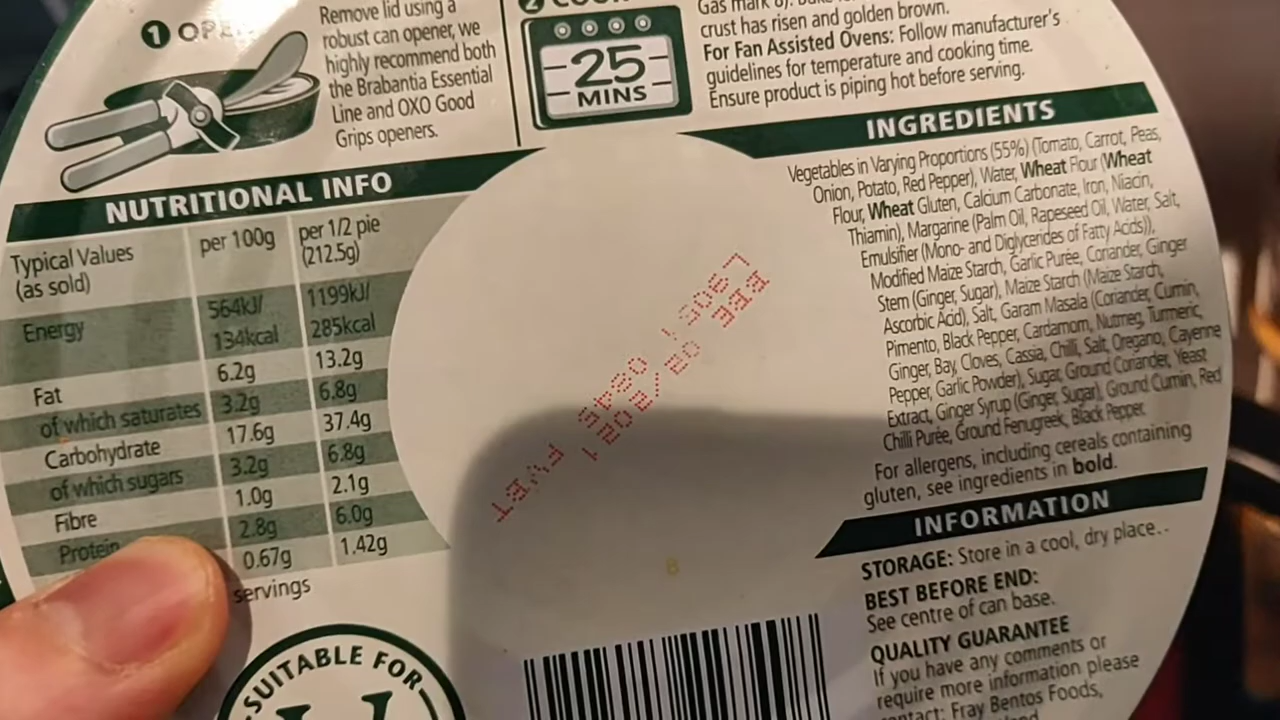 1 OPE
Remove lid using a
robust can opener, we
highly recommend both
the Brabantia Essential
Line and OXO Good
Grips openers.
2
25
MINS
Gas mark 6). Bake
crust has risen and golden brown.
For Fan Assisted Ovens: Follow manufacturer's
guidelines for temperature and cooking time.
Ensure product is piping hot before serving.
NUTRITIONAL INFO
Typical Values
(as sold)
per 100g
per 1/2 pie
(212.5g)
Energy
564kJ/
134kcal
1199kJ/
285kcal
Fat 6.2g 13.2g
of which saturates 3.2g 6.8g
Carbohydrate 17.6g 37.4g
of which sugars 3.2g 6.8g
Fibre 1.0g 2.1g
Protein 2.8g 6.0g
0.67g 1.42g
servings
SUITABLE FOR
V
8
INGREDIENTS
Vegetables in Varying Proportions (55%) (Tomato, Carrot, Peas,
Onion, Potato, Red Pepper), Water, Wheat Flour (Wheat
Flour, Wheat Gluten, Calcium Carbonate, Iron, Niacin,
Thiamin), Margarine (Palm Oil, Rapeseed Oil, Water, Salt,
Emulsifier (Mono- and Diglycerides of Fatty Acids)),
Modified Maize Starch, Garlic Purée, Coriander, Ginger
Stem (Ginger, Sugar), Maize Starch (Maize Starch,
Ascorbic Acid), Salt, Garam Masala (Coriander, Cumin,
Pimento, Black Pepper, Cardamom, Nutmeg, Turmeric,
Ginger, Bay, Cloves, Cassia, Chilli, Salt, Oregano, Cayenne
Pepper, Garlic Powder), Sugar, Ground Coriander, Yeast
Extract, Ginger Syrup (Ginger, Sugar), Ground Cumin, Red
Chilli Purée, Ground Fenugreek, Black Pepper.
For allergens, including cereals containing
gluten, see ingredients in bold.
INFORMATION
STORAGE: Store in a cool, dry place.
BEST BEFORE END:
See centre of can base.
QUALITY GUARANTEE
If you have any comments or
require more information please
contact: Fray Bentos Foods,